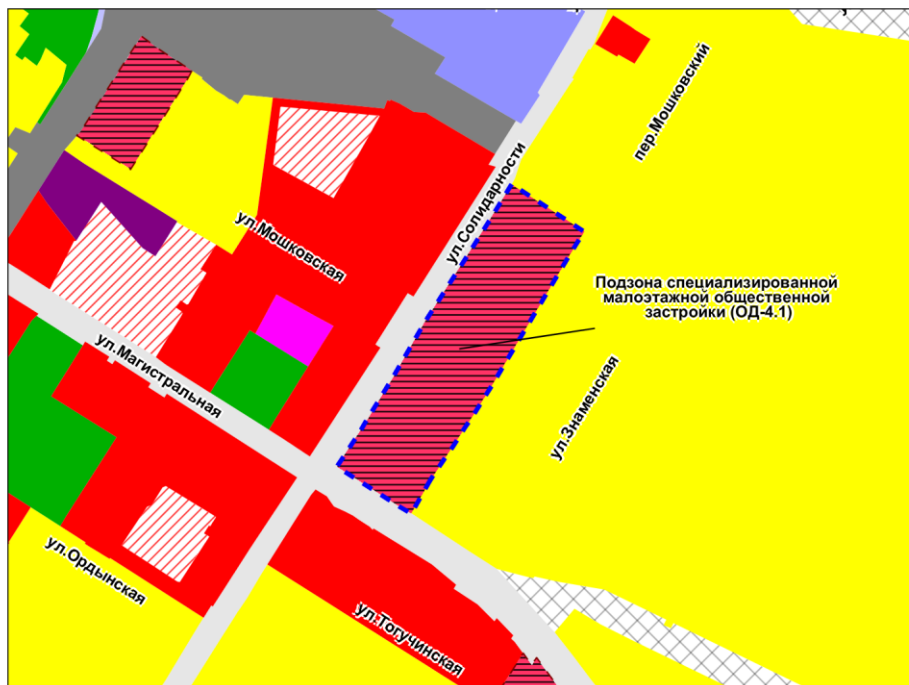 пер.Мошковский
ул.Солидарности
ул.Мошковская
Подзона специализированной
малоэтажной общественной
застройки (ОД-4.1)
ул.Магистральная
ул.Знаменская
ул.Ордынская
ул.Тогучинская